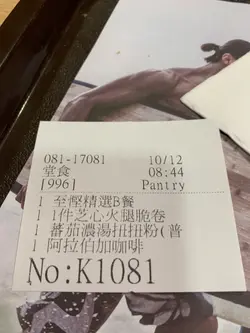 081-17081 10/12
堂食 08:44
[996] Pantry
1 至慳精選B餐
1 1件芝心火腿脆卷
1 蕃茄濃湯扭扭粉(普
1 阿拉伯加咖啡
No:K1081